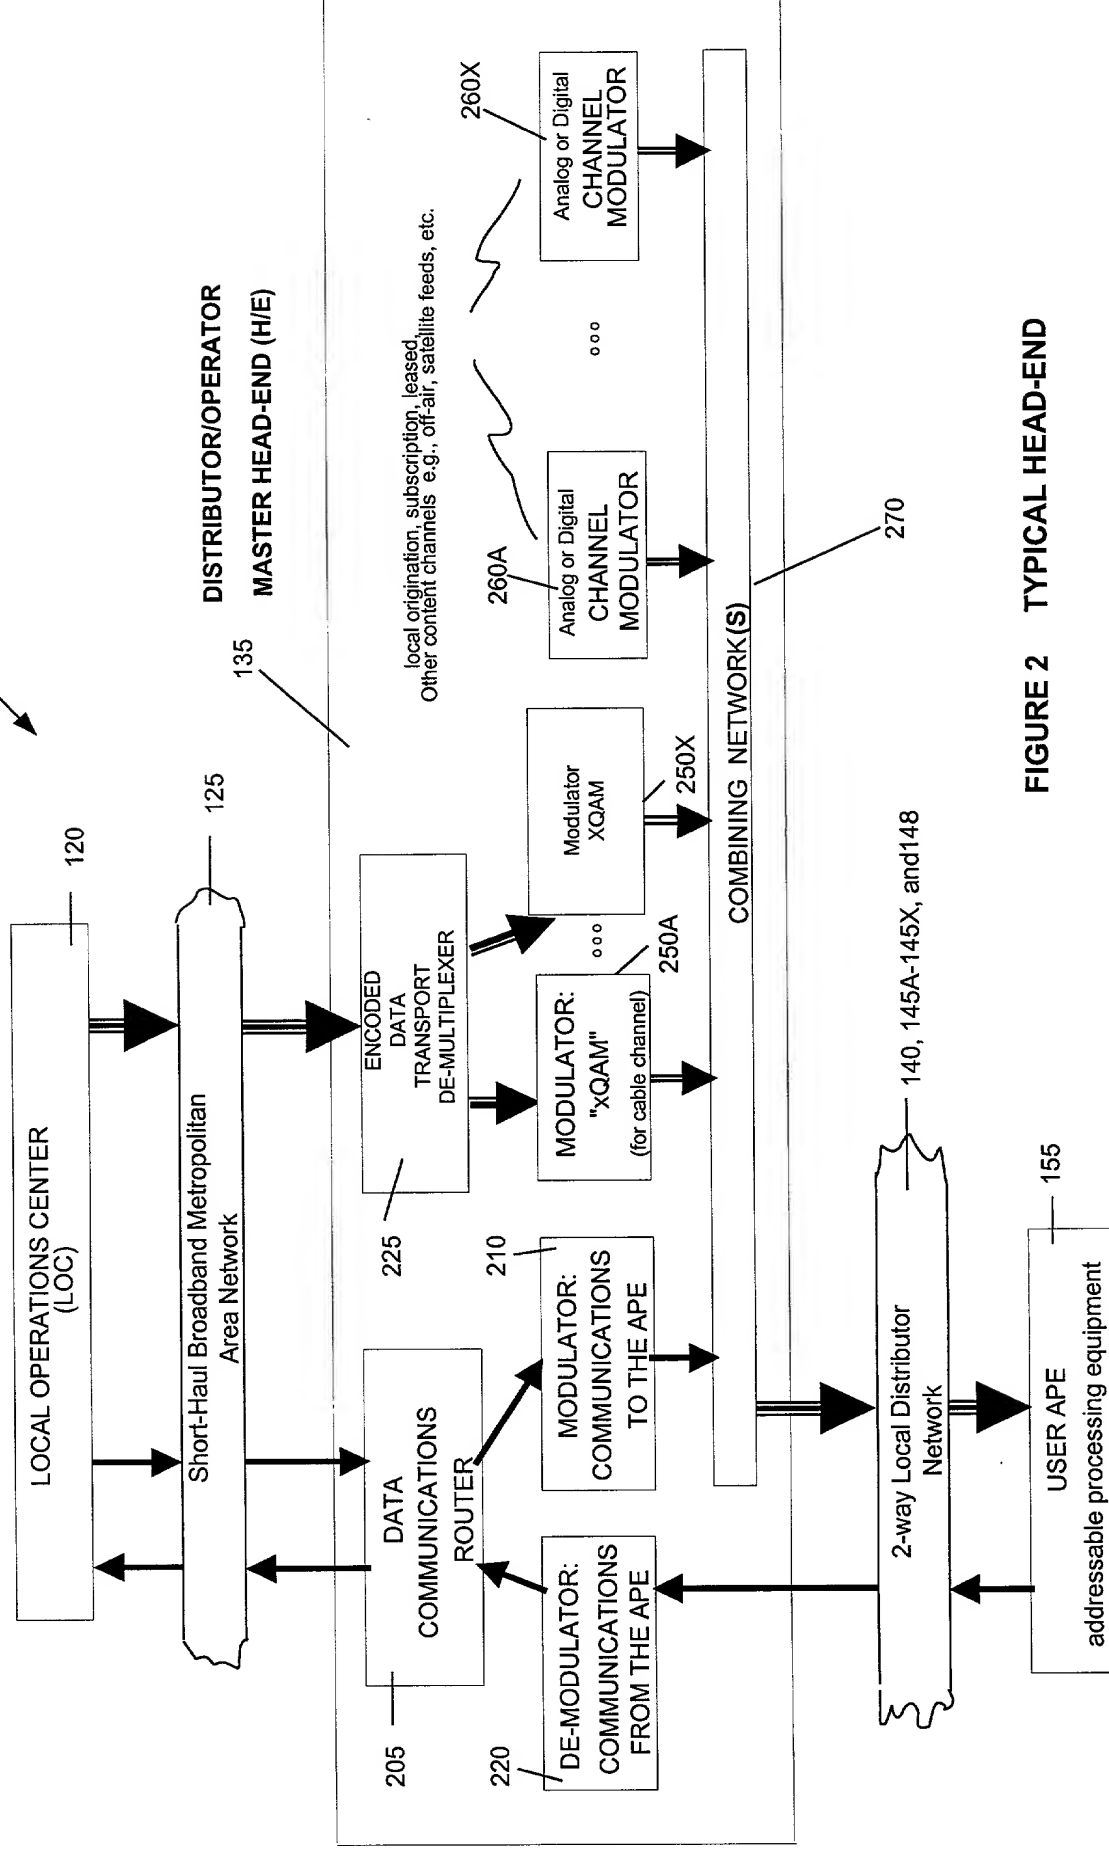 LOCAL OPERATIONS CENTER
(LOC)
120
Short-Haul Broadband Metropolitan
Area Network
125
DISTRIBUTOR/OPERATOR
MASTER HEAD-END (H/E)
135
205
DATA
COMMUNICATIONS
ROUTER
225
ENCODED
DATA
TRANSPORT
DE-MULTIPLEXER
local origination, subscription, leased,
Other content channels e.g., off-air, satellite feeds, etc.
220
DE-MODULATOR:
COMMUNICATIONS
FROM THE APE
210
MODULATOR:
COMMUNICATIONS
TO THE APE
MODULATOR:
"xQAM"
(for cable channel)
250A
ooo
Modulator
XQAM
250X
260A
Analog or Digital
CHANNEL
MODULATOR
ooo
260X
Analog or Digital
CHANNEL
MODULATOR
COMBINING NETWORK(S)
270
2-way Local Distributor
Network
140, 145A-145X, and148
USER APE
addressable processing equipment
155
FIGURE 2 TYPICAL HEAD-END